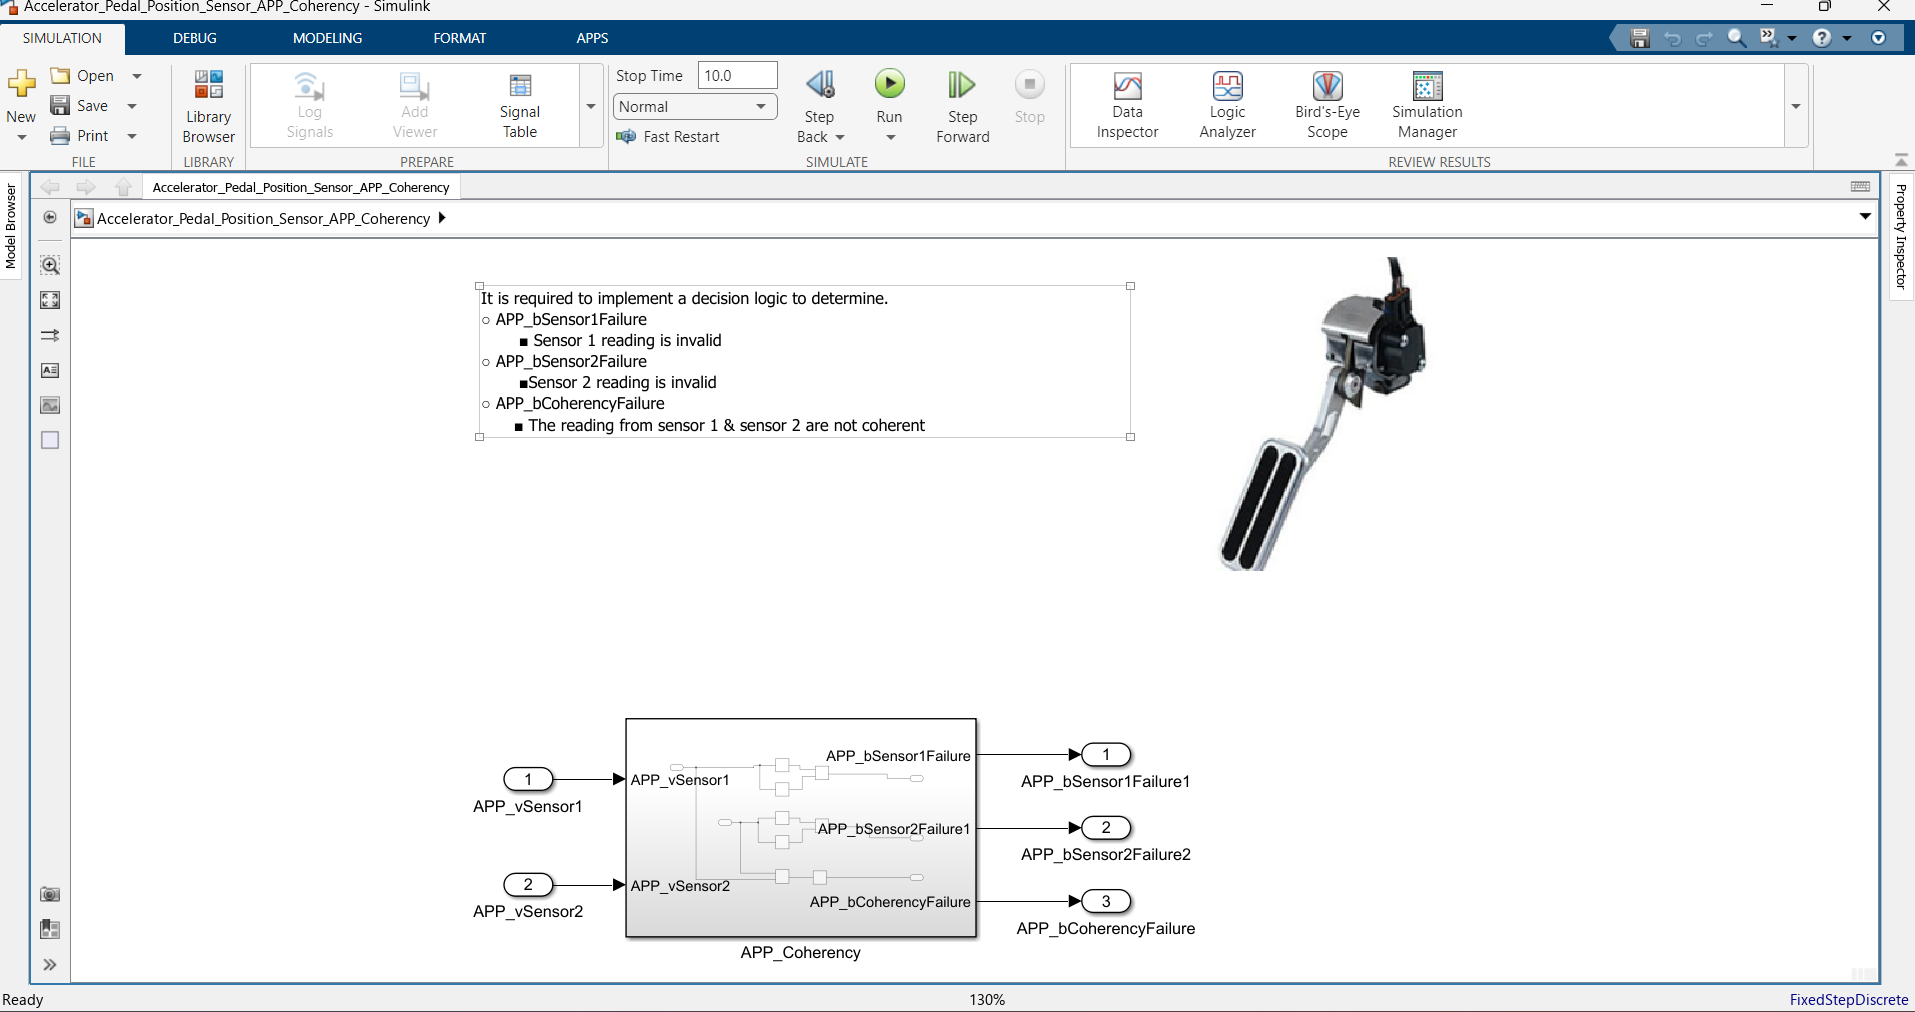 Accelerator_Pedal_Position_Sensor_APP_Coherency - Simulink
SIMULATION DEBUG MODELING FORMAT APPS
New
Open
Save
Print
FILE
Library
Browser
LIBRARY
Log
Signals
Add
Viewer
Signal
Table
PREPARE
Stop Time 10.0
Normal
Fast Restart
Step
Back
Run
Step
Forward
Stop
SIMULATE
Data
Inspector
Logic
Analyzer
Bird's-Eye
Scope
Simulation
Manager
REVIEW RESULTS
Model Browser
Property Inspector
Accelerator_Pedal_Position_Sensor_APP_Coherency
Accelerator_Pedal_Position_Sensor_APP_Coherency
It is required to implement a decision logic to determine.
○ APP_bSensor1Failure
■ Sensor 1 reading is invalid
○ APP_bSensor2Failure
■Sensor 2 reading is invalid
○ APP_bCoherencyFailure
■ The reading from sensor 1 & sensor 2 are not coherent
1
APP_vSensor1
2
APP_vSensor2
APP_vSensor1
APP_vSensor2
APP_bSensor1Failure
APP_bSensor2Failure1
APP_bCoherencyFailure
APP_Coherency
1
APP_bSensor1Failure1
2
APP_bSensor2Failure2
3
APP_bCoherencyFailure
Ready 130% FixedStepDiscrete